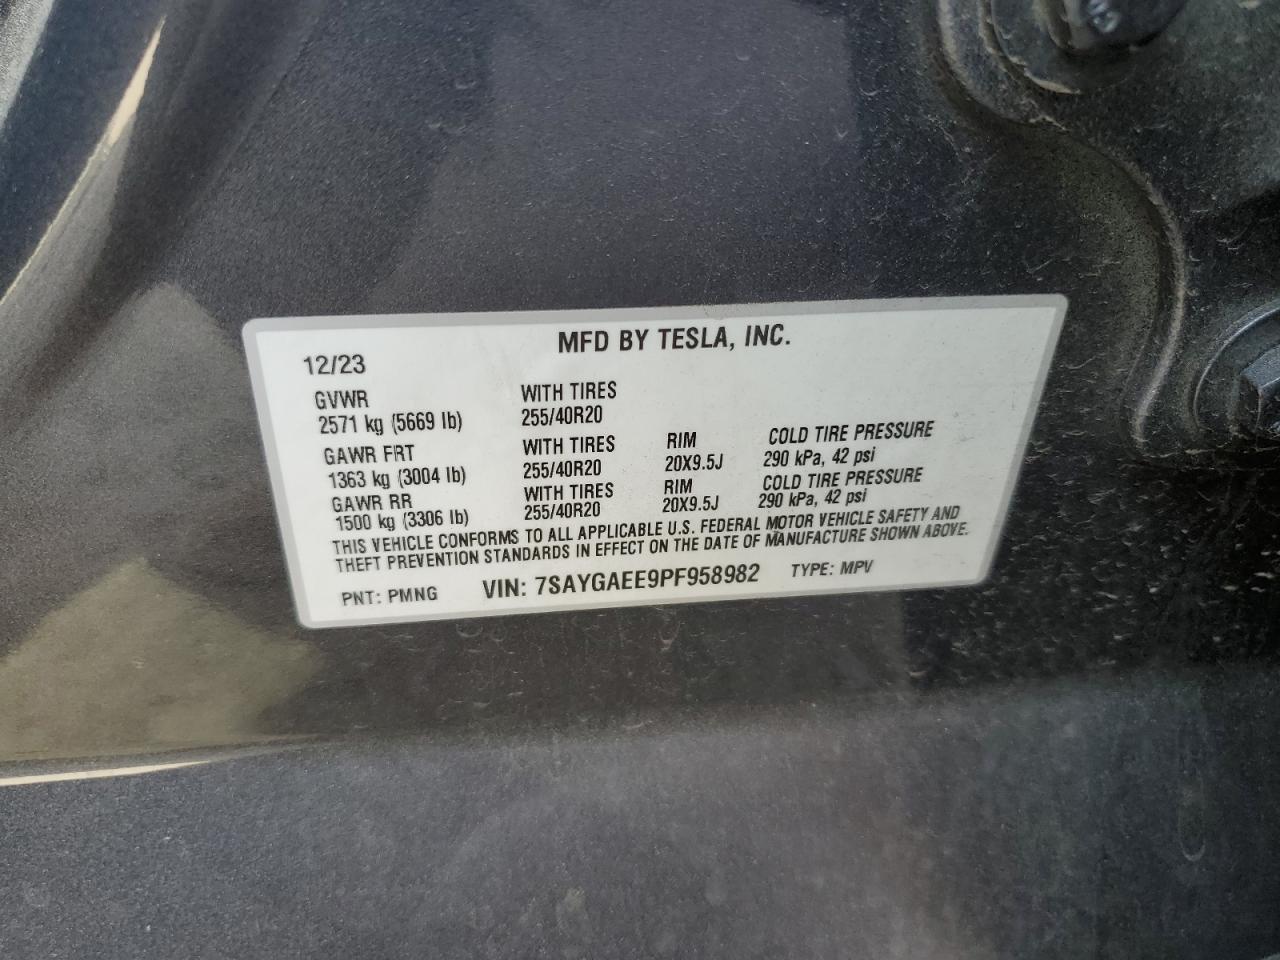 MFD BY TESLA, INC.
12/23
GVWR WITH TIRES
2571 kg (5669 lb) 255/40R20
GAWR FRT WITH TIRES RIM COLD TIRE PRESSURE
1363 kg (3004 lb) 255/40R20 20X9.5J 290 kPa, 42 psi
GAWR RR WITH TIRES RIM COLD TIRE PRESSURE
1500 kg (3306 lb) 255/40R20 20X9.5J 290 kPa, 42 psi
THIS VEHICLE CONFORMS TO ALL APPLICABLE U.S. FEDERAL MOTOR VEHICLE SAFETY AND
THEFT PREVENTION STANDARDS IN EFFECT ON THE DATE OF MANUFACTURE SHOWN ABOVE.
PNT: PMNG VIN: 7SAYGAEE9PF958982 TYPE: MPV